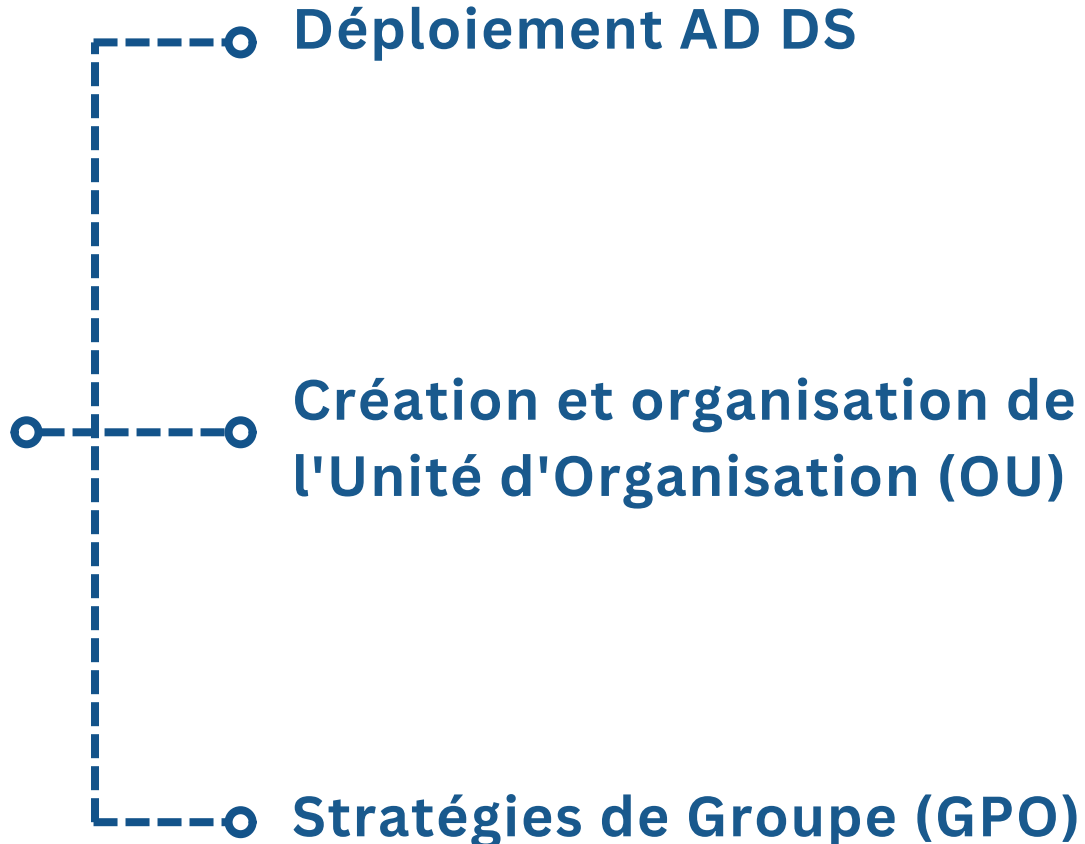 Déploiement AD DS
Création et organisation de
l'Unité d'Organisation (OU)
Stratégies de Groupe (GPO)